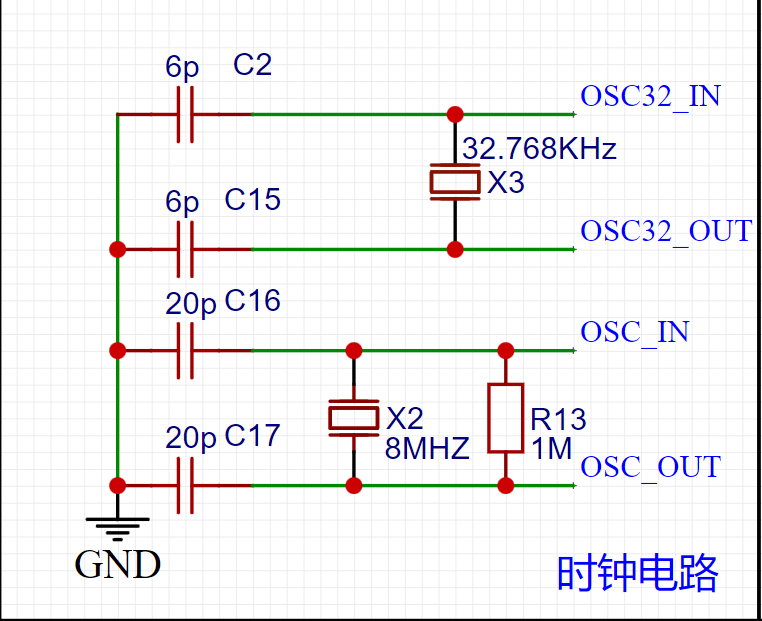 6p C2
OSC32_IN
32.768KHz
X3
6p C15
OSC32_OUT
20p C16
OSC_IN
X2
8MHZ
R13
1M
20p C17
OSC_OUT
GND
时钟电路